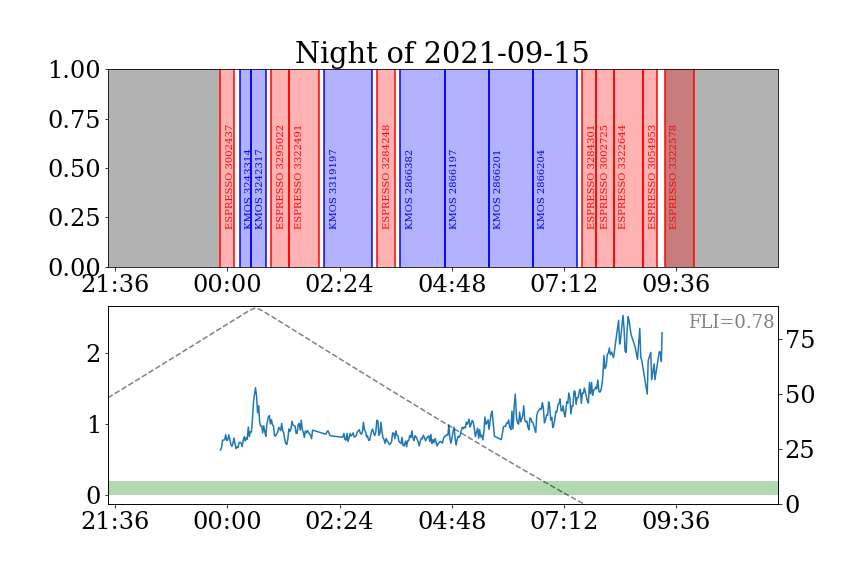 Night of 2021-09-15
1.00
0.75
0.50
0.25
0.00
ESPRESSO 3002437
KMOS 3243314
KMOS 3242317
ESPRESSO 3295022
ESPRESSO 3322491
KMOS 3319197
ESPRESSO 3284248
KMOS 2866382
KMOS 2866197
KMOS 2866201
KMOS 2866204
ESPRESSO 3284301
ESPRESSO 3002725
ESPRESSO 3322644
ESPRESSO 3054953
ESPRESSO 3322578
21:36 00:00 02:24 04:48 07:12 09:36
FLI=0.78
2
1
0
75
50
25
0
21:36 00:00 02:24 04:48 07:12 09:36